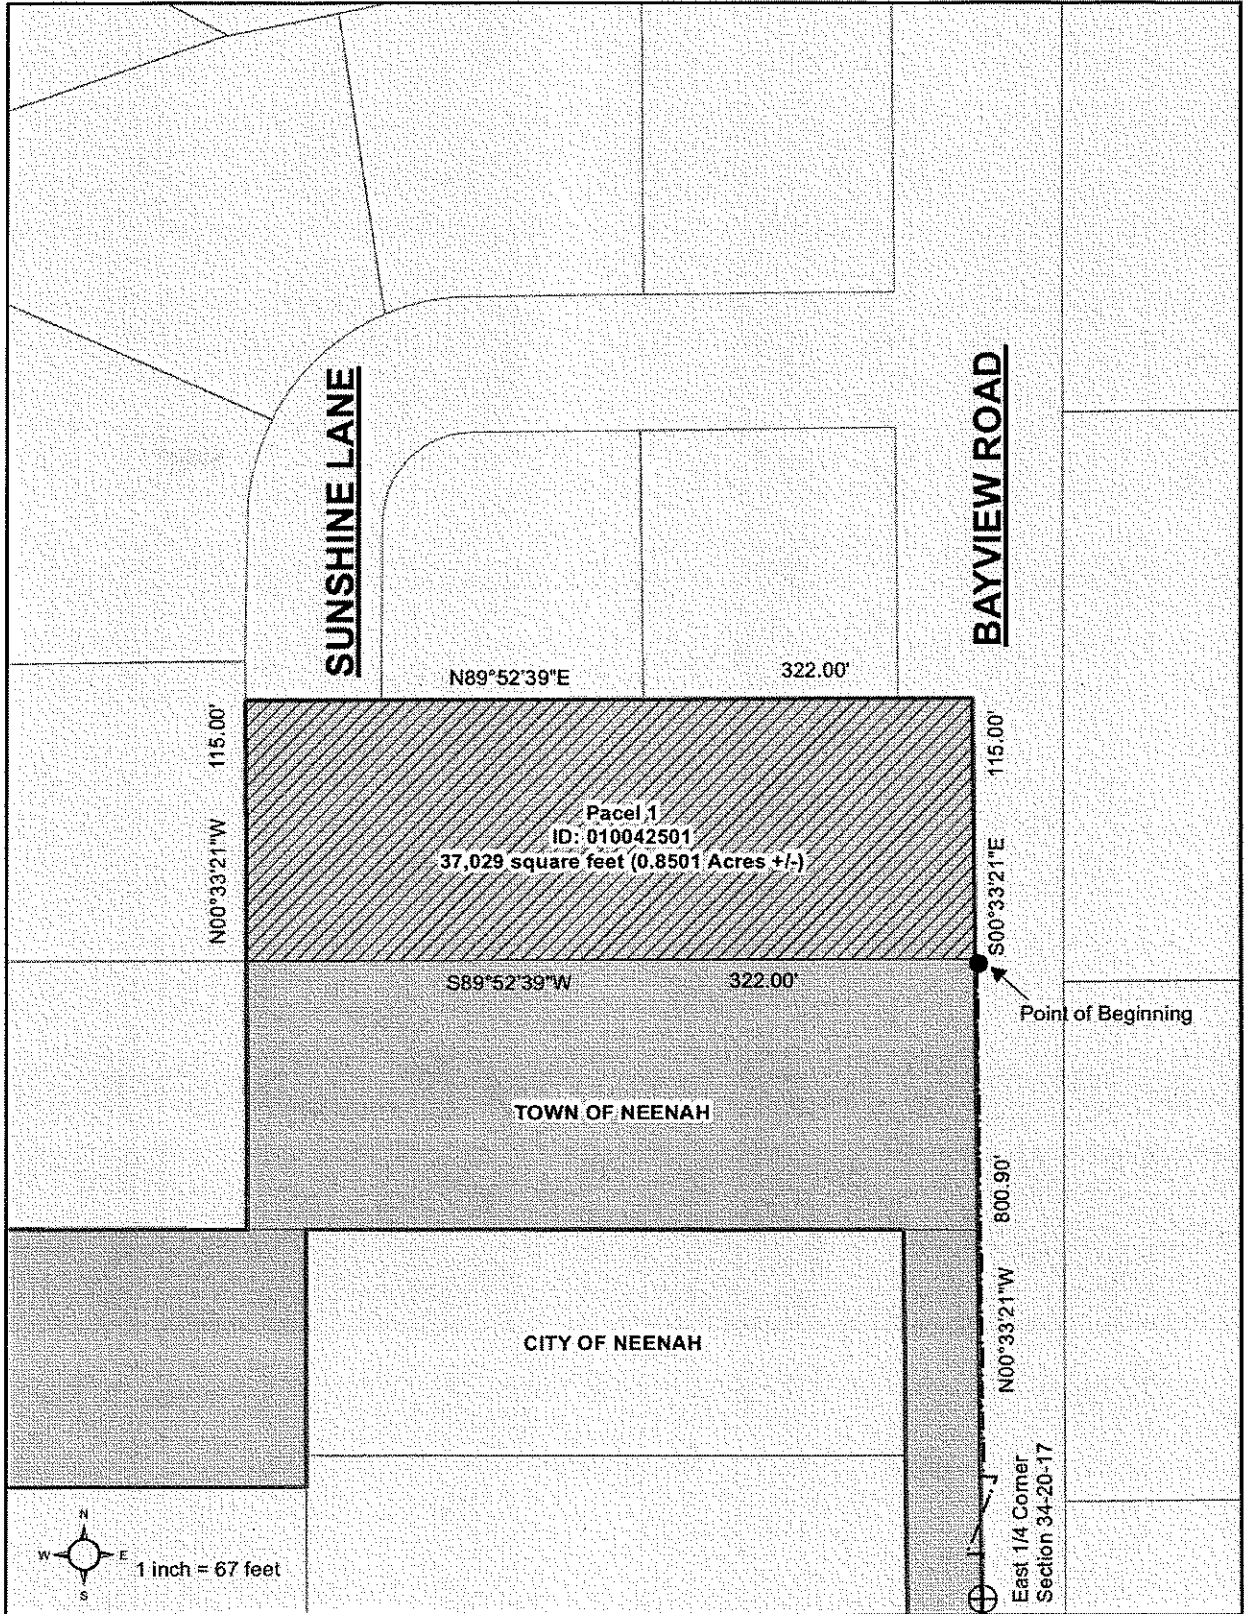 SUNSHINE LANE
BAYVIEW ROAD
N89°52'39"E
322.00'
115.00'
N00°33'21"W
115.00'
S00°33'21"E
Pacel 1
ID: 010042501
37,029 square feet (0.8501 Acres +/-)
S89°52'39"W
322.00'
Point of Beginning
TOWN OF NEENAH
800.90'
N00°33'21"W
CITY OF NEENAH
East 1/4 Corner
Section 34-20-17
N
W
E
S
1 inch = 67 feet